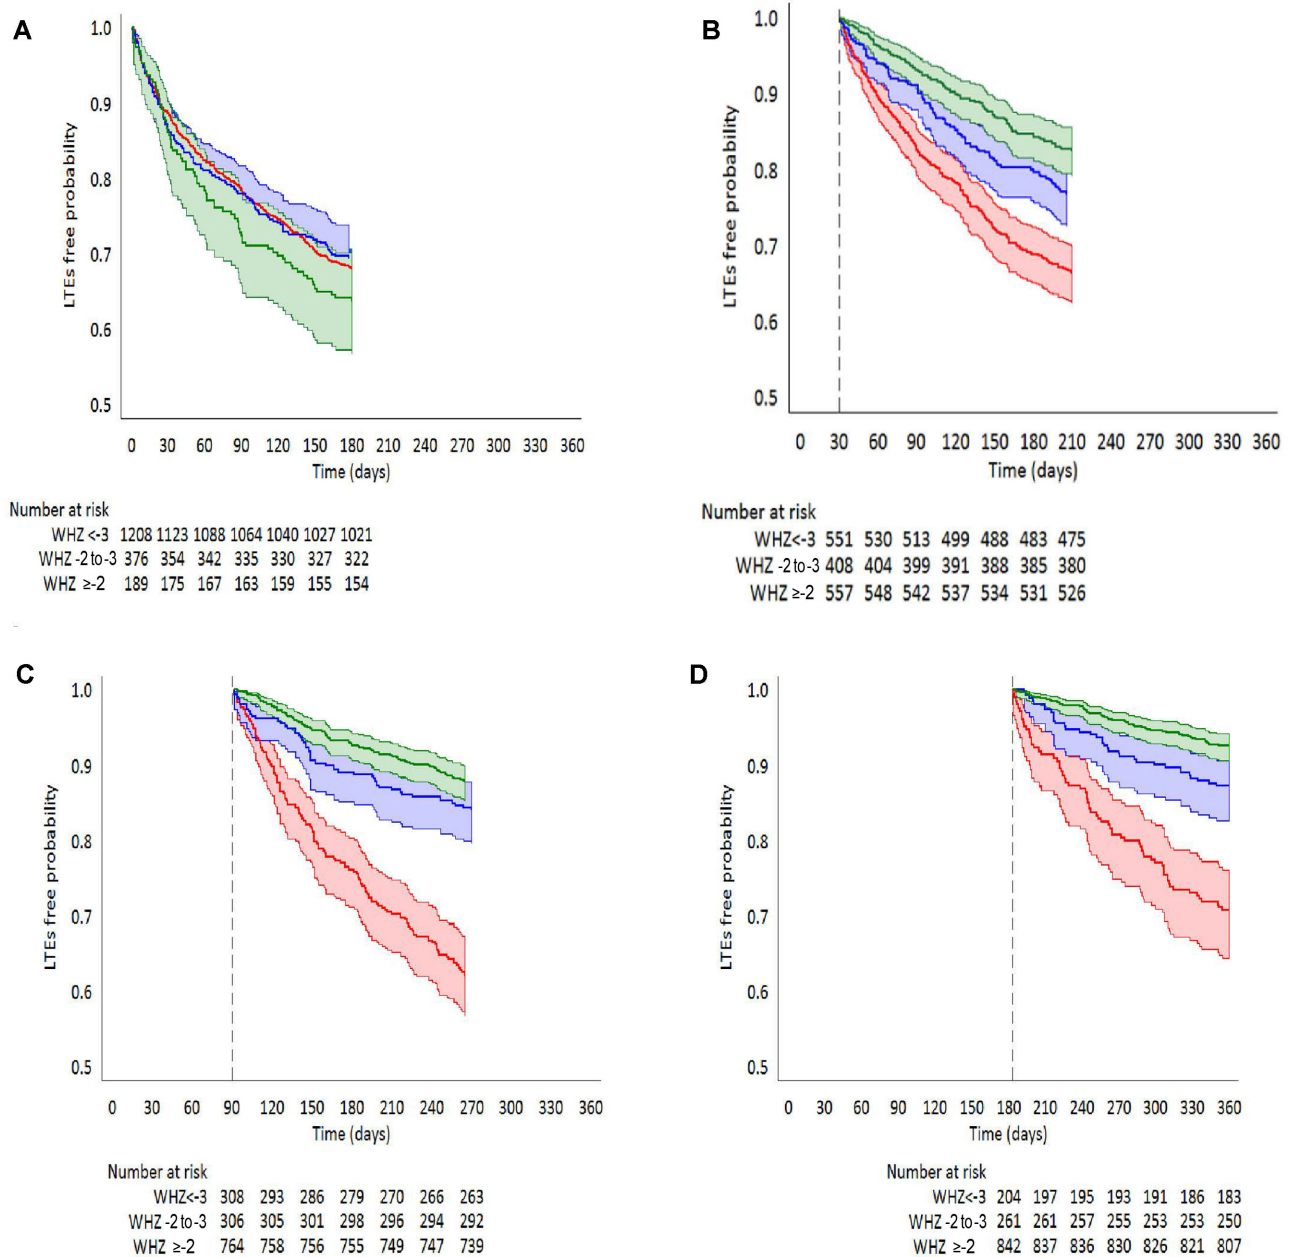 A
LTEs free probability
1.0
0.9
0.8
0.7
0.6
0.5
0 30 60 90 120 150 180 210 240 270 300 330 360
Time (days)
Number at risk
WHZ <-3 1208 1123 1088 1064 1040 1027 1021
WHZ -2 to -3 376 354 342 335 330 327 322
WHZ ≥-2 189 175 167 163 159 155 154
B
LTEs free probability
1.0
0.9
0.8
0.7
0.6
0.5
0 30 60 90 120 150 180 210 240 270 300 330 360
Time (days)
Number at risk
WHZ<-3 551 530 513 499 488 483 475
WHZ -2 to -3 408 404 399 391 388 385 380
WHZ ≥-2 557 548 542 537 534 531 526
C
LTEs free probability
1.0
0.9
0.8
0.7
0.6
0.5
0 30 60 90 120 150 180 210 240 270 300 330 360
Time (days)
Number at risk
WHZ<-3 308 293 286 279 270 266 263
WHZ -2 to -3 306 305 301 298 296 294 292
WHZ ≥-2 764 758 756 755 749 747 739
D
LTEs free probability
1.0
0.9
0.8
0.7
0.6
0.5
0 30 60 90 120 150 180 210 240 270 300 330 360
Time (days)
Number at risk
WHZ<-3 204 197 195 193 191 186 183
WHZ -2 to -3 261 261 257 255 253 253 250
WHZ ≥-2 842 837 836 830 826 821 807